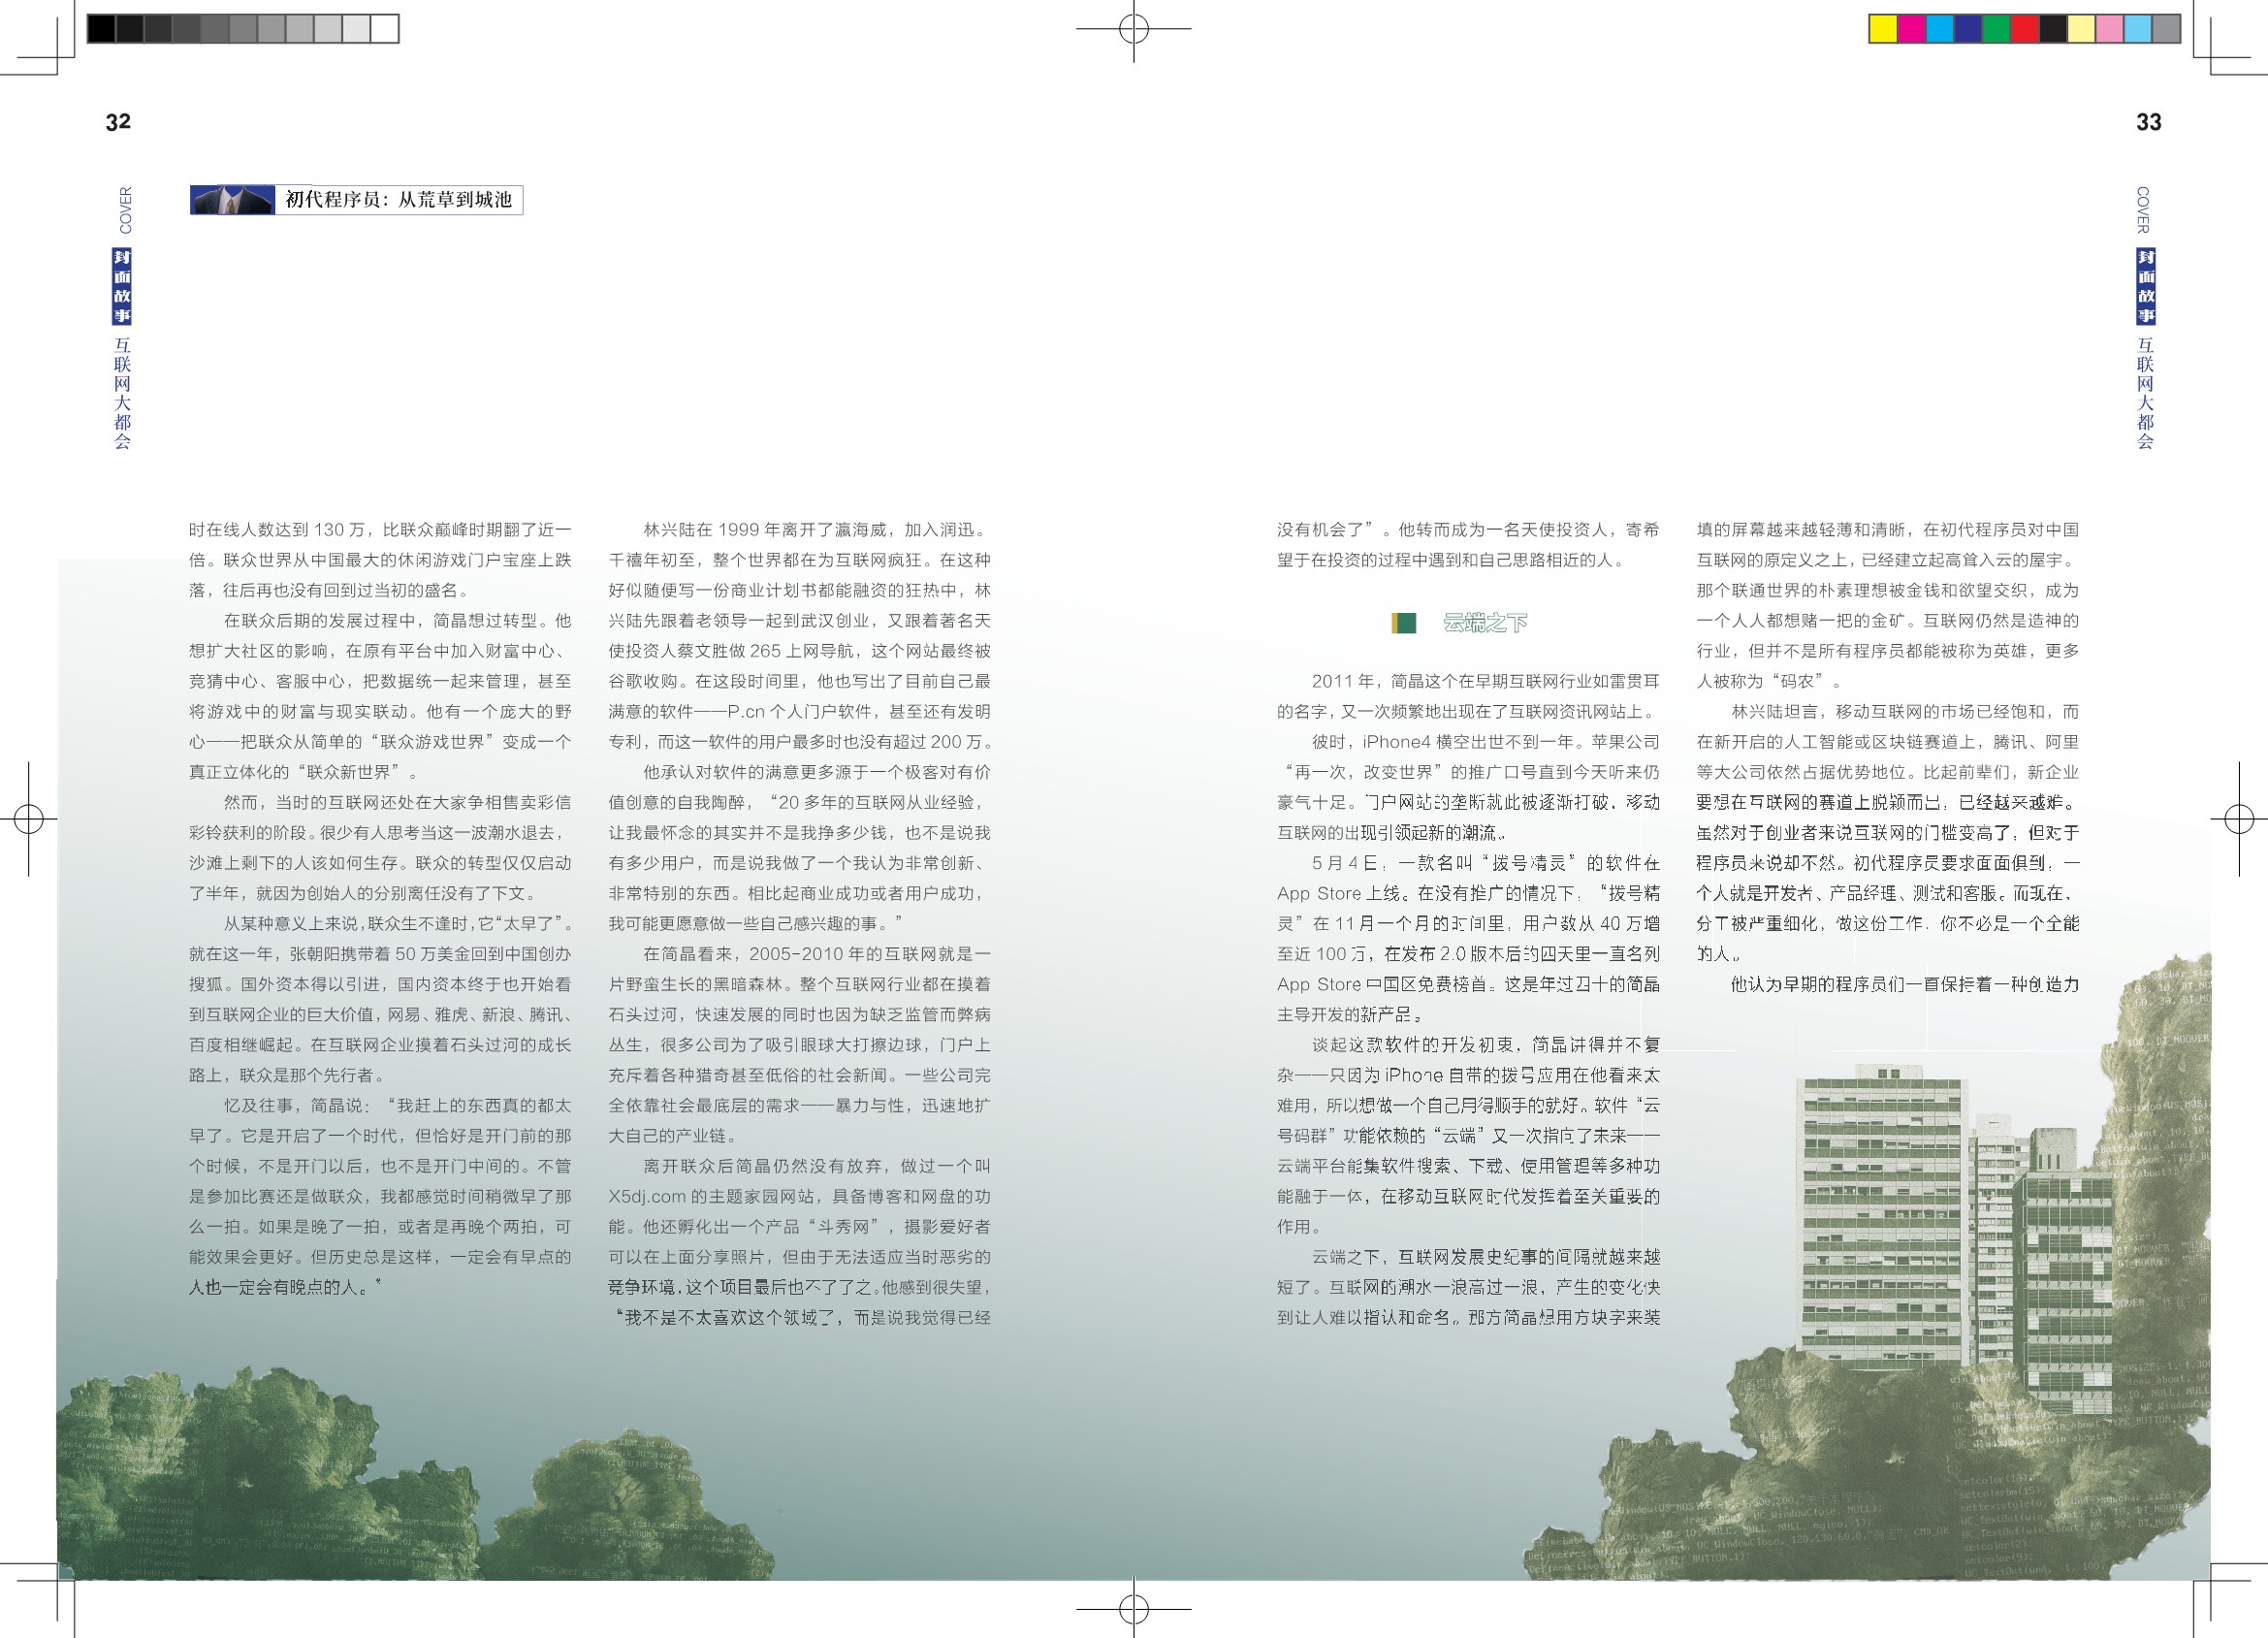 32
COVER
封面故事
互联网大都会
初代程序员：从荒草到城池
时在线人数达到 130 万，比联众巅峰时期翻了近一
倍。联众世界从中国最大的休闲游戏门户宝座上跌
落，往后再也没有回到过当初的盛名。
在联众后期的发展过程中，简晶想过转型。他
想扩大社区的影响，在原有平台中加入财富中心、
竞猜中心、客服中心，把数据统一起来管理，甚至
将游戏中的财富与现实联动。他有一个庞大的野
心——把联众从简单的“联众游戏世界”变成一个
真正立体化的“联众新世界”。
然而，当时的互联网还处在大家争相售卖彩信
彩铃获利的阶段。很少有人思考当这一波潮水退去，
沙滩上剩下的人该如何生存。联众的转型仅仅启动
了半年，就因为创始人的分别离任没有了下文。
从某种意义上来说，联众生不逢时，它“太早了”。
就在这一年，张朝阳携带着 50 万美金回到中国创办
搜狐。国外资本得以引进，国内资本终于也开始看
到互联网企业的巨大价值，网易、雅虎、新浪、腾讯、
百度相继崛起。在互联网企业摸着石头过河的成长
路上，联众是那个先行者。
忆及往事，简晶说：“我赶上的东西真的都太
早了。它是开启了一个时代，但恰好是开门前的那
个时候，不是开门以后，也不是开门中间的。不管
是参加比赛还是做联众，我都感觉时间稍微早了那
么一拍。如果是晚了一拍，或者是再晚个两拍，可
能效果会更好。但历史总是这样，一定会有早点的
人也一定会有晚点的人。”
林兴陆在 1999 年离开了瀛海威，加入润迅。
千禧年初至，整个世界都在为互联网疯狂。在这种
好似随便写一份商业计划书都能融资的狂热中，林
兴陆先跟着老领导一起到武汉创业，又跟着著名天
使投资人蔡文胜做 265 上网导航，这个网站最终被
谷歌收购。在这段时间里，他也写出了目前自己最
满意的软件——P.cn 个人门户软件，甚至还有发明
专利，而这一软件的用户最多时也没有超过 200 万。
他承认对软件的满意更多源于一个极客对有价
值创意的自我陶醉，“20 多年的互联网从业经验，
让我最怀念的其实并不是我挣多少钱，也不是说我
有多少用户，而是说我做了一个我认为非常创新、
非常特别的东西。相比起商业成功或者用户成功，
我可能更愿意做一些自己感兴趣的事。”
在简晶看来，2005-2010 年的互联网就是一
片野蛮生长的黑暗森林。整个互联网行业都在摸着
石头过河，快速发展的同时也因为缺乏监管而弊病
丛生，很多公司为了吸引眼球大打擦边球，门户上
充斥着各种猎奇甚至低俗的社会新闻。一些公司完
全依靠社会最底层的需求——暴力与性，迅速地扩
大自己的产业链。
离开联众后简晶仍然没有放弃，做过一个叫
X5dj.com 的主题家园网站，具备博客和网盘的功
能。他还孵化出一个产品“斗秀网”，摄影爱好者
可以在上面分享照片，但由于无法适应当时恶劣的
竞争环境，这个项目最后也不了了之。他感到很失望，
“我不是不太喜欢这个领域了，而是说我觉得已经
33
COVER
封面故事
互联网大都会
没有机会了”。他转而成为一名天使投资人，寄希
望于在投资的过程中遇到和自己思路相近的人。
云端之下
2011 年，简晶这个在早期互联网行业如雷贯耳
的名字，又一次频繁地出现在了互联网资讯网站上。
彼时，iPhone4 横空出世不到一年。苹果公司
“再一次，改变世界”的推广口号直到今天听来仍
豪气十足。门户网站的垄断就此被逐渐打破，移动
互联网的出现引领起新的潮流。
5 月 4 日，一款名叫“拨号精灵”的软件在
App Store 上线。在没有推广的情况下，“拨号精
灵”在 11 月一个月的时间里，用户数从 40 万增
至近 100 万，在发布 2.0 版本后的四天里一直名列
App Store 中国区免费榜首。这是年过四十的简晶
主导开发的新产品。
谈起这款软件的开发初衷，简晶讲得并不复
杂——只因为 iPhone 自带的拨号应用在他看来太
难用，所以想做一个自己用得顺手的就好。软件“云
号码群”功能依赖的“云端”又一次指向了未来——
云端平台能集软件搜索、下载、使用管理等多种功
能融于一体，在移动互联网时代发挥着至关重要的
作用。
云端之下，互联网发展史纪事的间隔就越来越
短了。互联网的潮水一浪高过一浪，产生的变化快
到让人难以指认和命名。那方简晶想用方块字来装
填的屏幕越来越轻薄和清晰，在初代程序员对中国
互联网的原定义之上，已经建立起高耸入云的屋宇。
那个联通世界的朴素理想被金钱和欲望交织，成为
一个人人都想赌一把的金矿。互联网仍然是造神的
行业，但并不是所有程序员都能被称为英雄，更多
人被称为“码农”。
林兴陆坦言，移动互联网的市场已经饱和，而
在新开启的人工智能或区块链赛道上，腾讯、阿里
等大公司依然占据优势地位。比起前辈们，新企业
要想在互联网的赛道上脱颖而出，已经越来越难。
虽然对于创业者来说互联网的门槛变高了，但对于
程序员来说却不然。初代程序员要求面面俱到，一
个人就是开发者、产品经理、测试和客服。而现在，
分工被严重细化，做这份工作，你不必是一个全能
的人。
他认为早期的程序员们一直保持着一种创造力